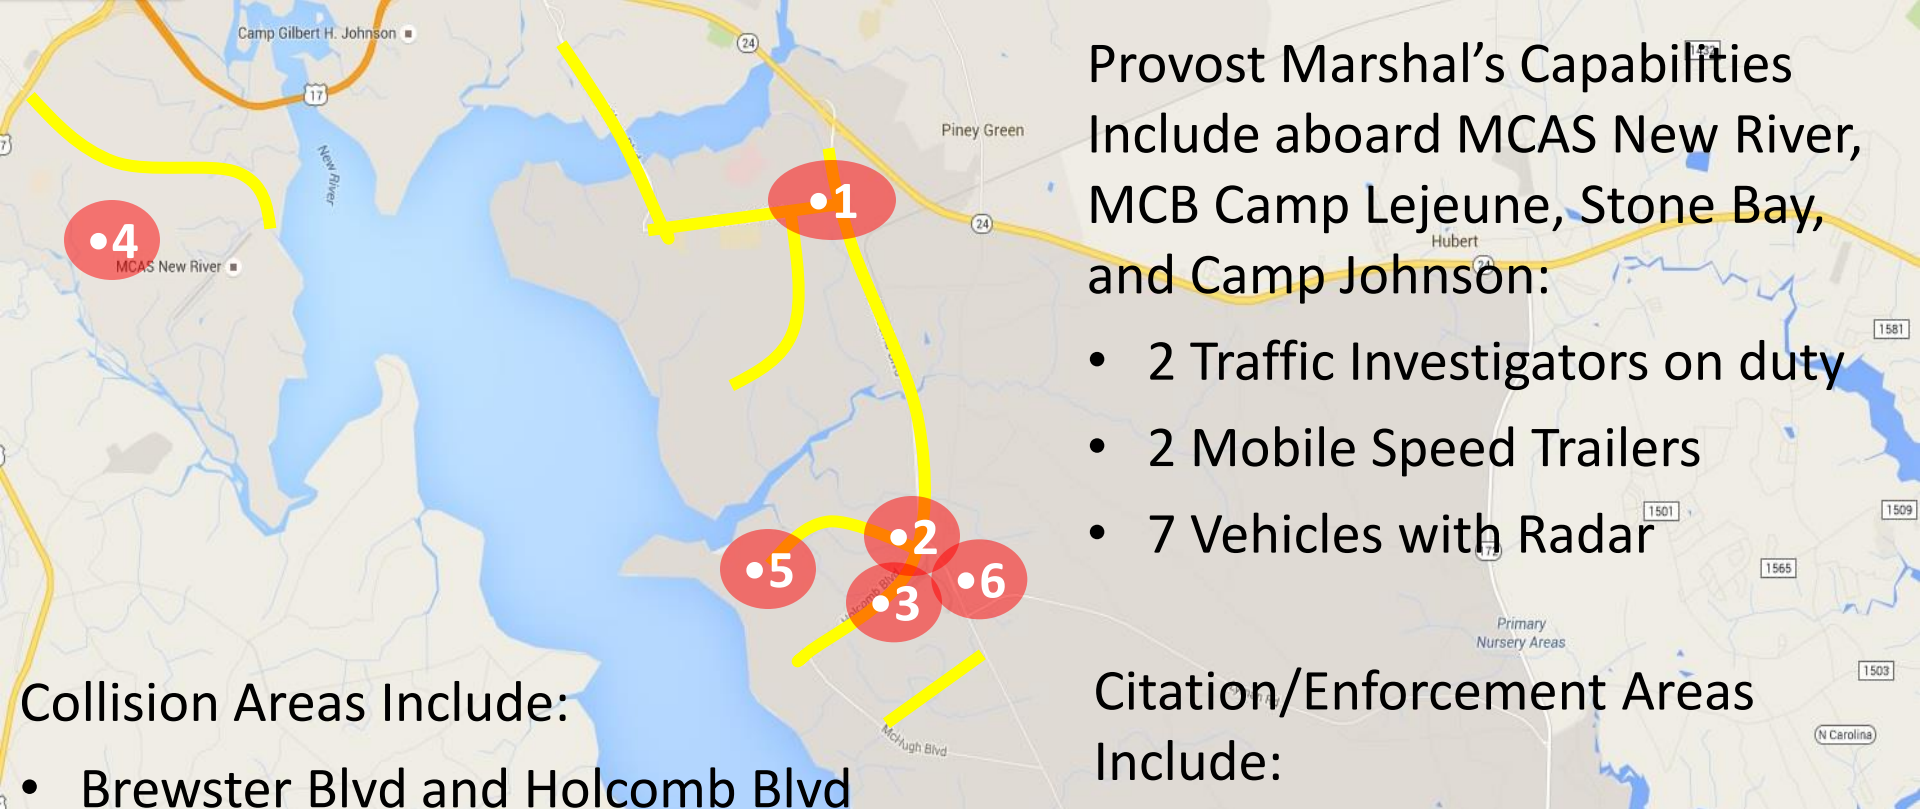 Camp Gilbert H. Johnson
17
24
1432
Piney Green
New River
•1
•4
MCAS New River
24
Hubert
24
1581
1509
1501
172
1565
Primary
Nursery Areas
1503
N Carolina
•2
•5
•6
•3
Holcomb Blvd
McHugh Blvd
Provost Marshal’s Capabilities
Include aboard MCAS New River,
MCB Camp Lejeune, Stone Bay,
and Camp Johnson:
• 2 Traffic Investigators on duty
• 2 Mobile Speed Trailers
• 7 Vehicles with Radar
Collision Areas Include:
• Brewster Blvd and Holcomb Blvd
Citation/Enforcement Areas
Include: